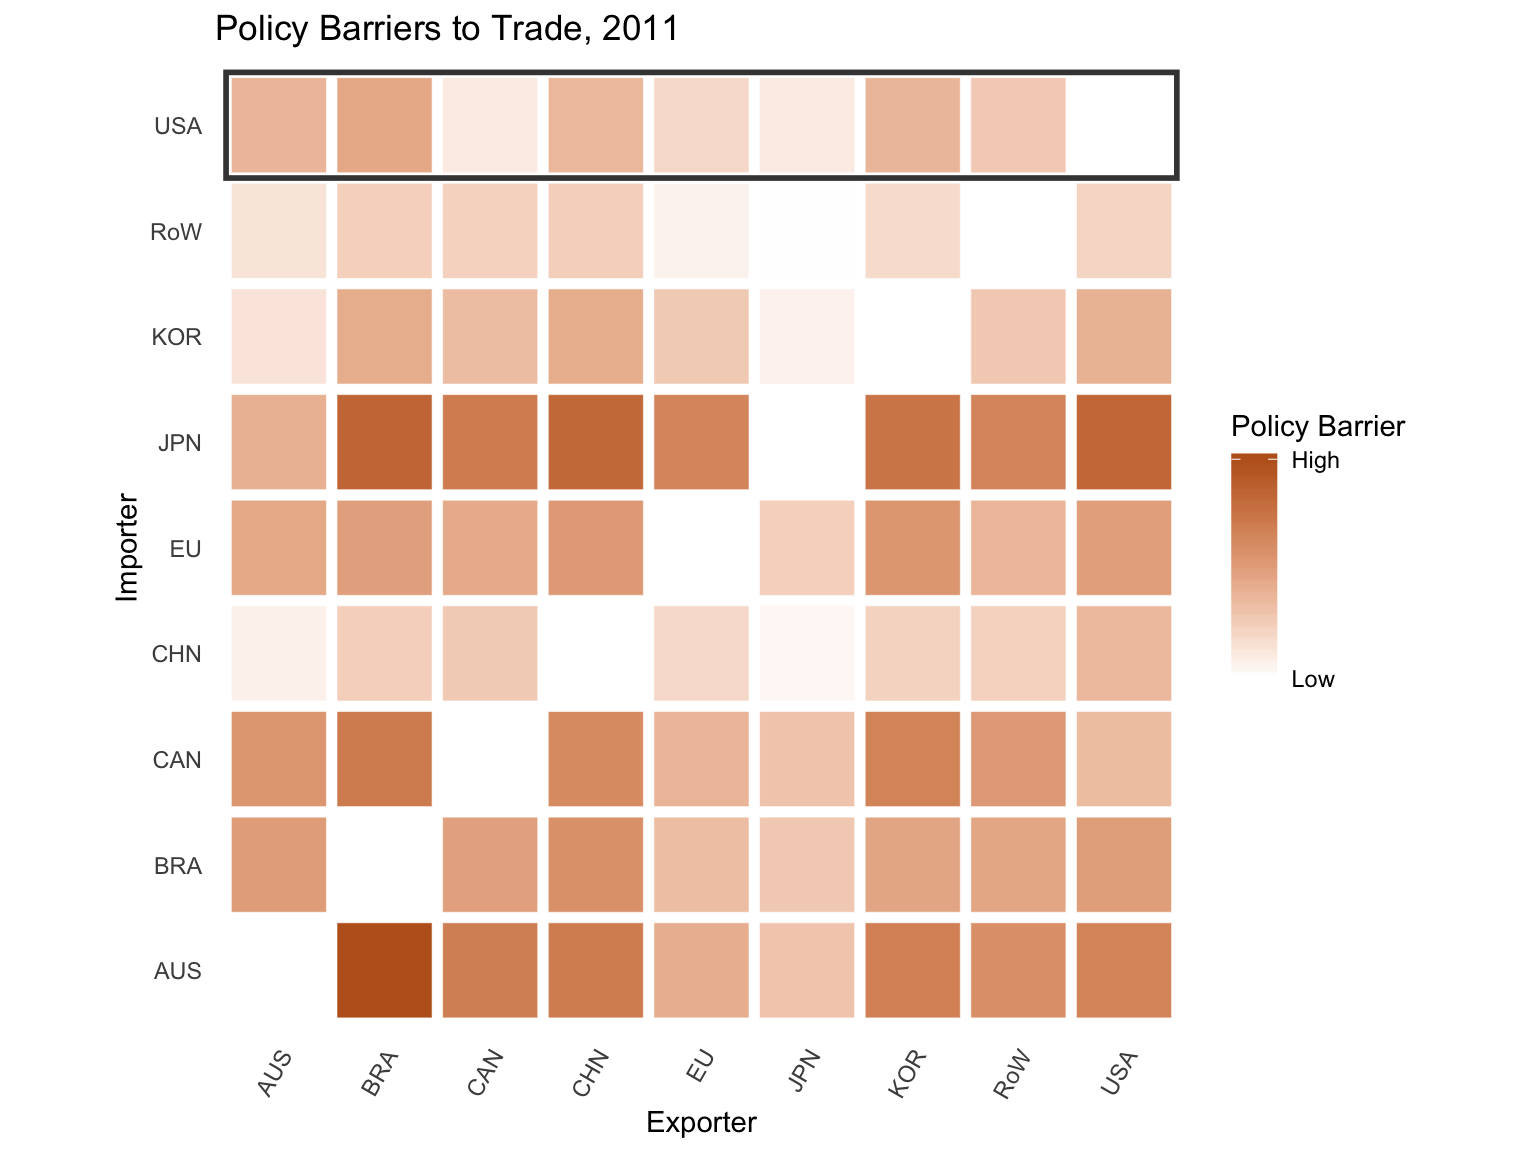 Policy Barriers to Trade, 2011
USA
RoW
KOR
JPN
EU
CHN
CAN
BRA
AUS
Importer
AUS
BRA
CAN
CHN
EU
JPN
KOR
RoW
USA
Exporter
Policy Barrier
High
Low